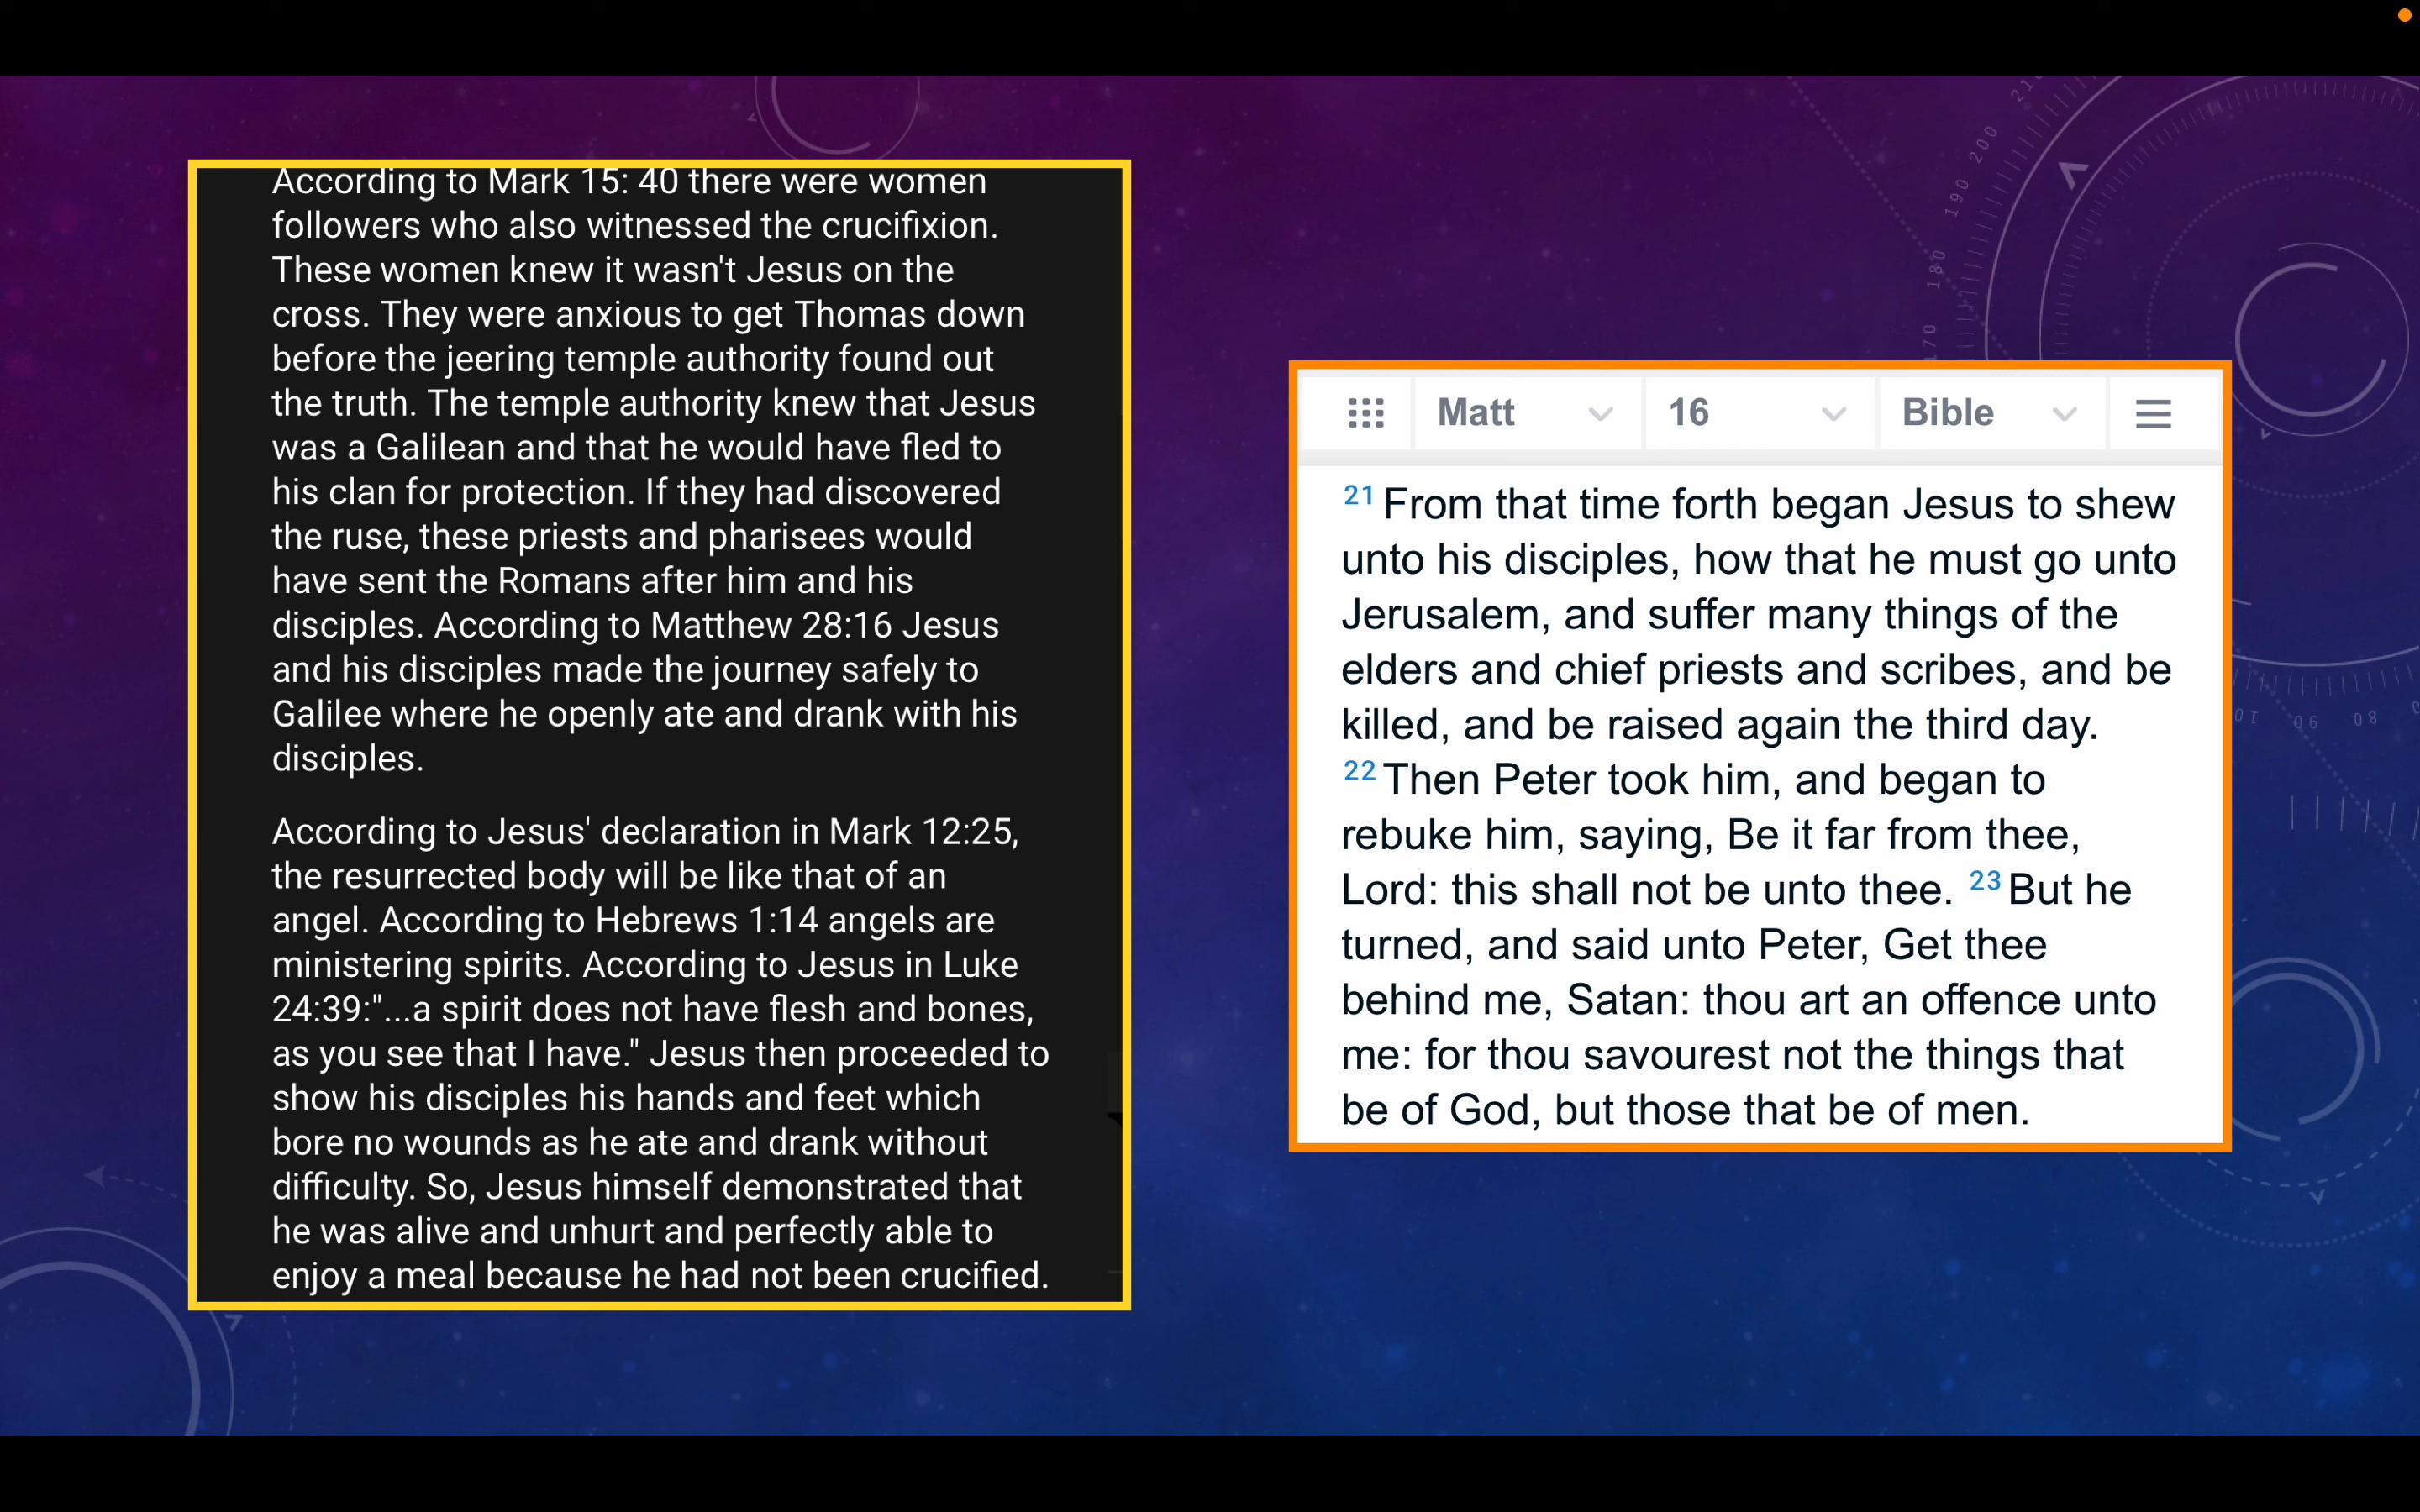 According to Mark 15: 40 there were women
followers who also witnessed the crucifixion.
These women knew it wasn't Jesus on the
cross. They were anxious to get Thomas down
before the jeering temple authority found out
the truth. The temple authority knew that Jesus
was a Galilean and that he would have fled to
his clan for protection. If they had discovered
the ruse, these priests and pharisees would
have sent the Romans after him and his
disciples. According to Matthew 28:16 Jesus
and his disciples made the journey safely to
Galilee where he openly ate and drank with his
disciples.
According to Jesus' declaration in Mark 12:25,
the resurrected body will be like that of an
angel. According to Hebrews 1:14 angels are
ministering spirits. According to Jesus in Luke
24:39:"...a spirit does not have flesh and bones,
as you see that I have." Jesus then proceeded to
show his disciples his hands and feet which
bore no wounds as he ate and drank without
difficulty. So, Jesus himself demonstrated that
he was alive and unhurt and perfectly able to
enjoy a meal because he had not been crucified.
Matt 16 Bible
21 From that time forth began Jesus to shew
unto his disciples, how that he must go unto
Jerusalem, and suffer many things of the
elders and chief priests and scribes, and be
killed, and be raised again the third day.
22 Then Peter took him, and began to
rebuke him, saying, Be it far from thee,
Lord: this shall not be unto thee. 23 But he
turned, and said unto Peter, Get thee
behind me, Satan: thou art an offence unto
me: for thou savourest not the things that
be of God, but those that be of men.
210
200
190
180
170
90 80